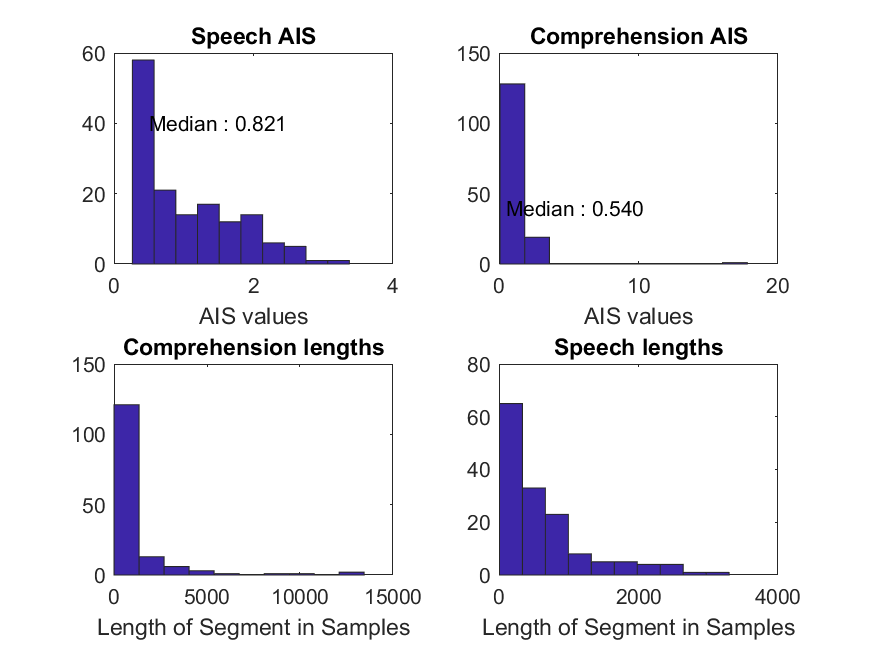 Speech AIS
60
40
20
0
Median : 0.821
0 2 4
AIS values
Comprehension AIS
150
100
50
0
Median : 0.540
0 10 20
AIS values
Comprehension lengths
150
100
50
0
0 5000 10000 15000
Length of Segment in Samples
Speech lengths
80
60
40
20
0
0 2000 4000
Length of Segment in Samples